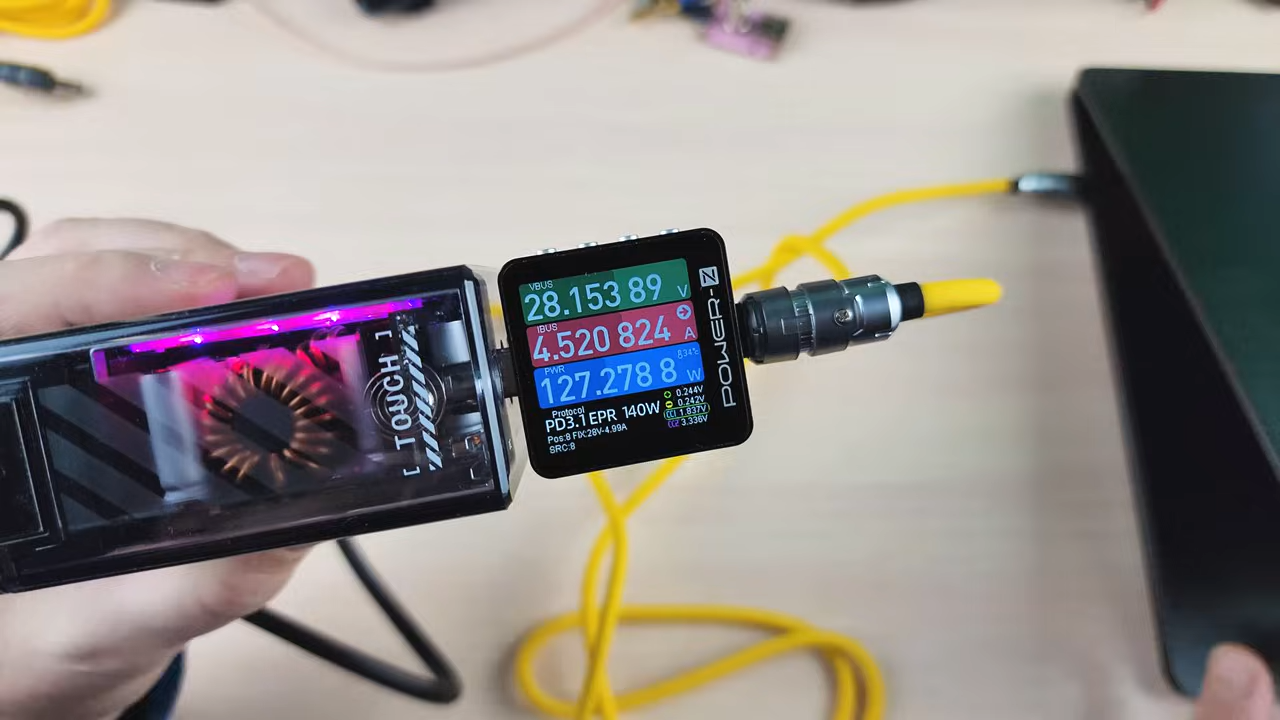 VBUS
28.153 89 V
IBUS
4.520 824 A
PWR
127.278 8 W
Protocol
PD3.1 EPR 140W
Pos:8 FIX:28V-4.99A
SRC:8
0.244V
0.242V
CC1 1.837V
CC2 3.336V
POWER-Z
[ TOUCH ]